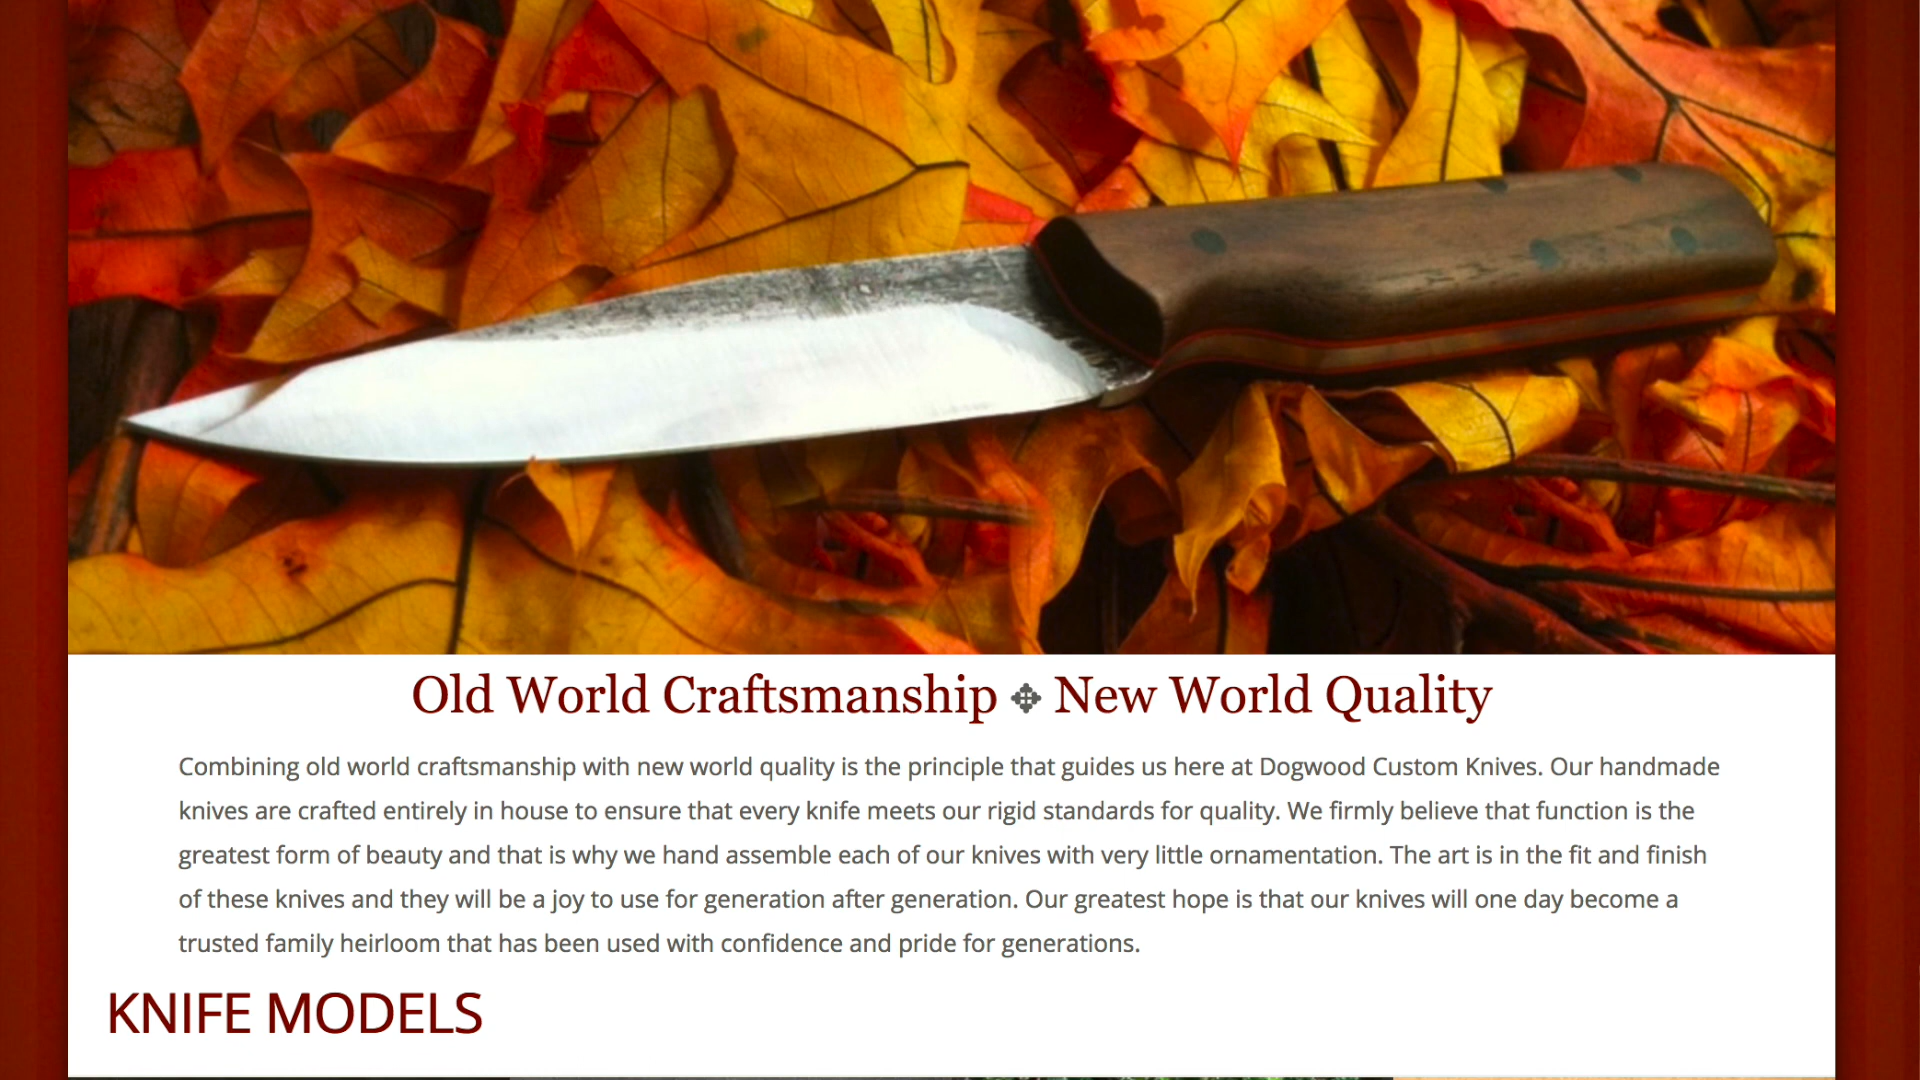 Old World Craftsmanship ✥ New World Quality
Combining old world craftsmanship with new world quality is the principle that guides us here at Dogwood Custom Knives. Our handmade
knives are crafted entirely in house to ensure that every knife meets our rigid standards for quality. We firmly believe that function is the
greatest form of beauty and that is why we hand assemble each of our knives with very little ornamentation. The art is in the fit and finish
of these knives and they will be a joy to use for generation after generation. Our greatest hope is that our knives will one day become a
trusted family heirloom that has been used with confidence and pride for generations.
KNIFE MODELS